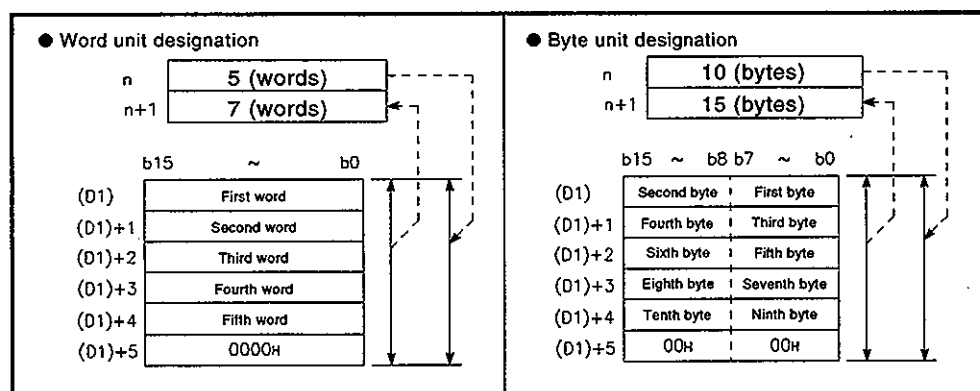 ● Word unit designation
n 5 (words)
n+1 7 (words)
b15 ~ b0
(D1) First word
(D1)+1 Second word
(D1)+2 Third word
(D1)+3 Fourth word
(D1)+4 Fifth word
(D1)+5 0000H
● Byte unit designation
n 10 (bytes)
n+1 15 (bytes)
b15 ~ b8 b7 ~ b0
(D1) Second byte First byte
(D1)+1 Fourth byte Third byte
(D1)+2 Sixth byte Fifth byte
(D1)+3 Eighth byte Seventh byte
(D1)+4 Tenth byte Ninth byte
(D1)+5 00H 00H